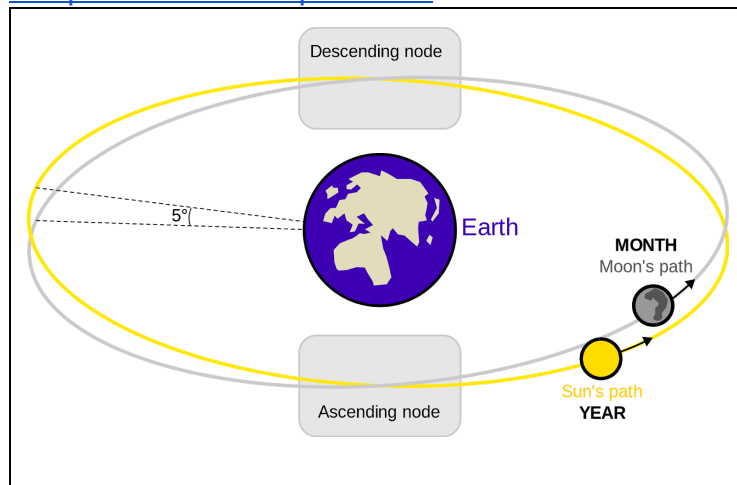 Descending node
5°
Earth
MONTH
Moon's path
Sun's path
YEAR
Ascending node